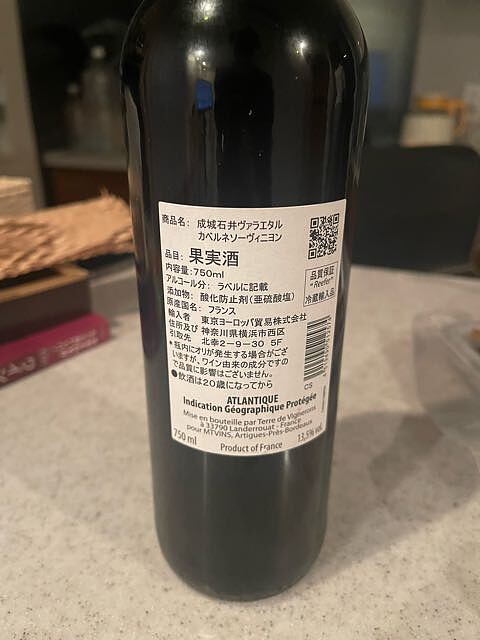 商品名: 成城石井ヴァラエタル
カベルネソーヴィニヨン
品目: 果実酒
内容量:750ml
アルコール分: ラベルに記載
添加物: 酸化防止剤(亜硫酸塩)
原産国名: フランス
輸入者 東京ヨーロッパ貿易株式会社
住所及び 神奈川県横浜市西区
引取先 北幸2-9-30 5F
*瓶内にオリが発生する場合がござ
いますが、ワイン由来の成分ですの
で品質に影響はございません。
●飲酒は20歳になってから
品質保証
"Reefer"
冷蔵輸入品
CS
ATLANTIQUE
Indication Géographique Protégée
Mise en bouteille par Terre de Vignerons
à 33790 Landerrouat - France
pour MTVINS, Artigues-Près-Bordeaux
750 ml
13,5% vol.
Product of France